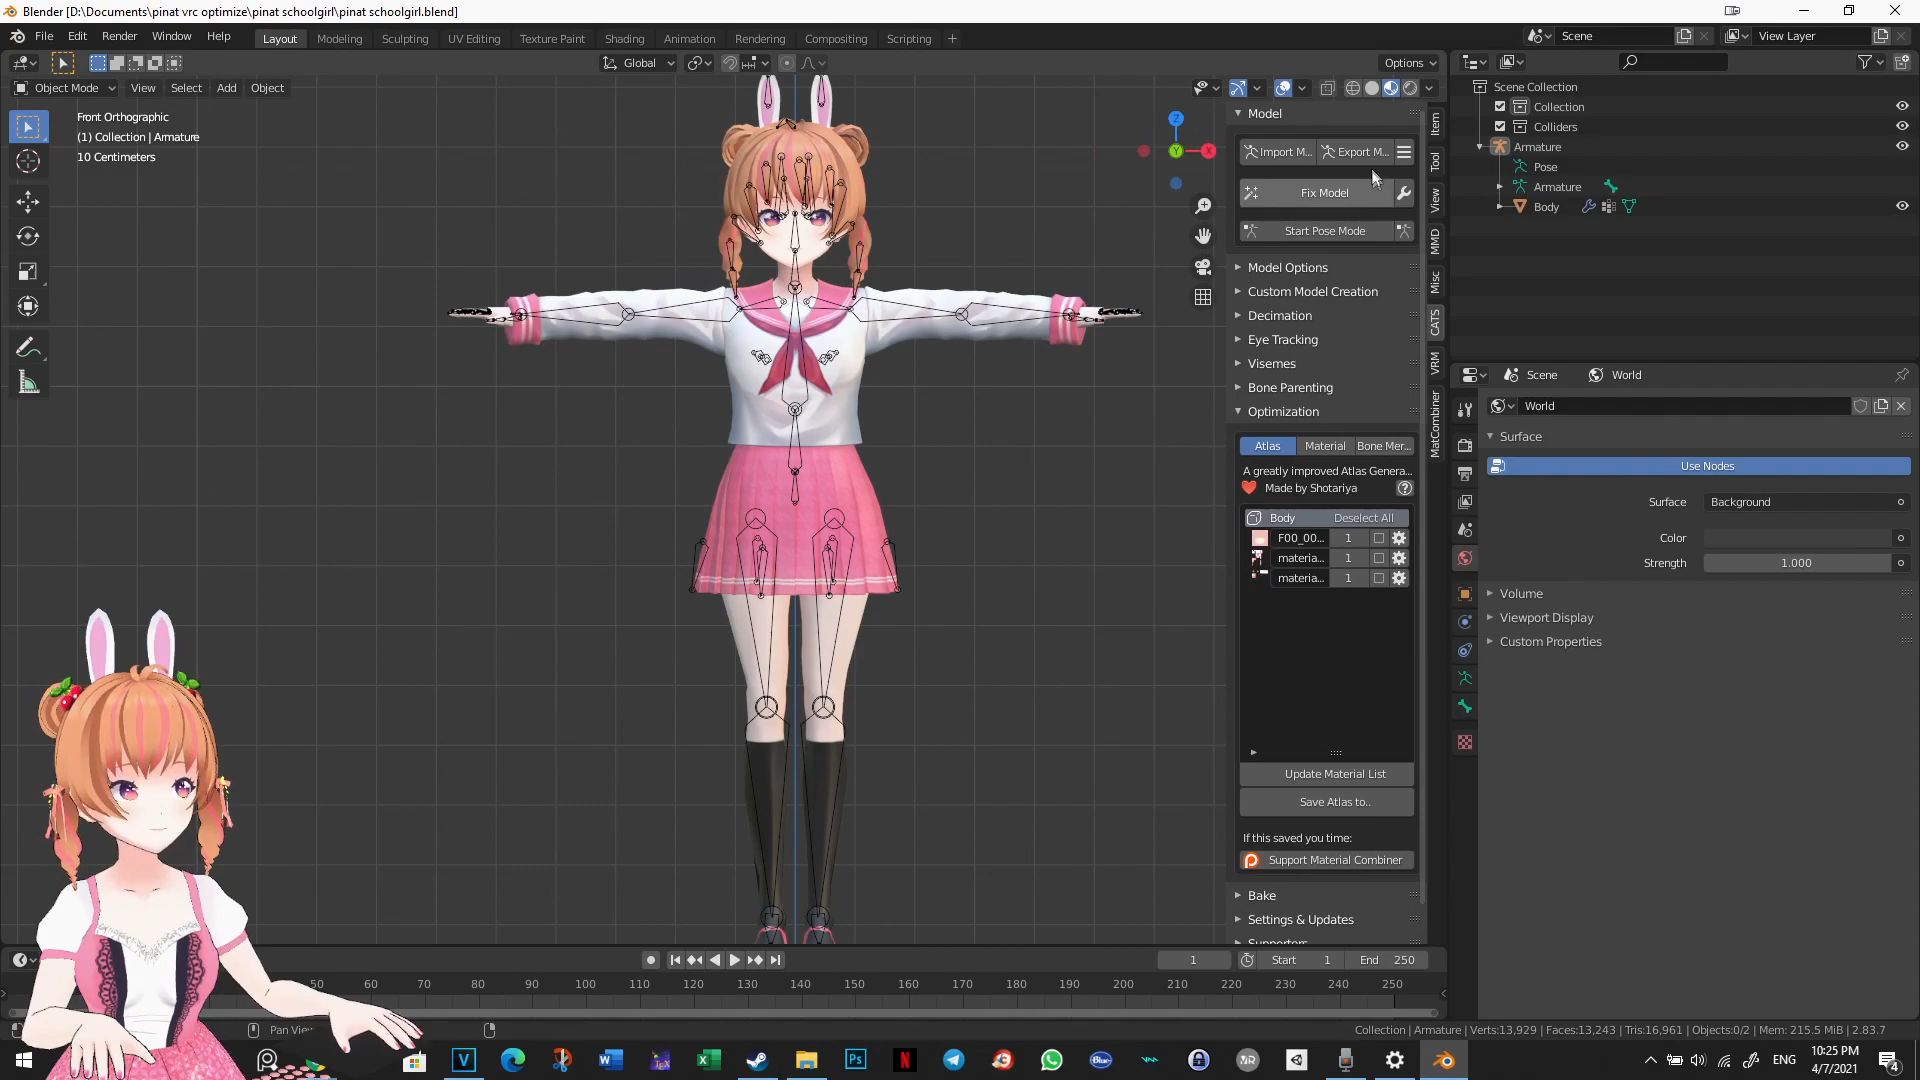 Blender [D:\Documents\pinat vrc optimize\pinat schoolgirl\pinat schoolgirl.blend]
File Edit Render Window Help
Layout Modeling Sculpting UV Editing Texture Paint Shading Animation Rendering Compositing Scripting
Scene
View Layer
Global
Options
Object Mode View Select Add Object
Front Orthographic
(1) Collection | Armature
10 Centimeters
Z
Y
X
Model
Import M...
Export M...
Fix Model
Start Pose Mode
Model Options
Custom Model Creation
Decimation
Eye Tracking
Visemes
Bone Parenting
Optimization
Atlas Material Bone Mer...
A greatly improved Atlas Genera...
Made by Shotariya
Body Deselect All
F00_00... 1
materia... 1
materia... 1
Update Material List
Save Atlas to..
If this saved you time:
Support Material Combiner
Bake
Settings & Updates
Supporters
Item
Tool
View
MMD
Misc
CATS
VRM
MatCombiner
Scene Collection
Collection
Colliders
Armature
Pose
Armature
Body
Scene World
World
Surface
Use Nodes
Surface Background
Color
Strength 1.000
Volume
Viewport Display
Custom Properties
1 Start 1 End 250
50 60 70 80 90 100 110 120 130 140 150 160 170 180 190 200 210 220 230 240 250
Pan View
Collection | Armature | Verts:13,929 | Faces:13,243 | Tris:16,961 | Objects:0/2 | Mem: 215.5 MiB | 2.83.7
ENG
10:25 PM
4/7/2021
4